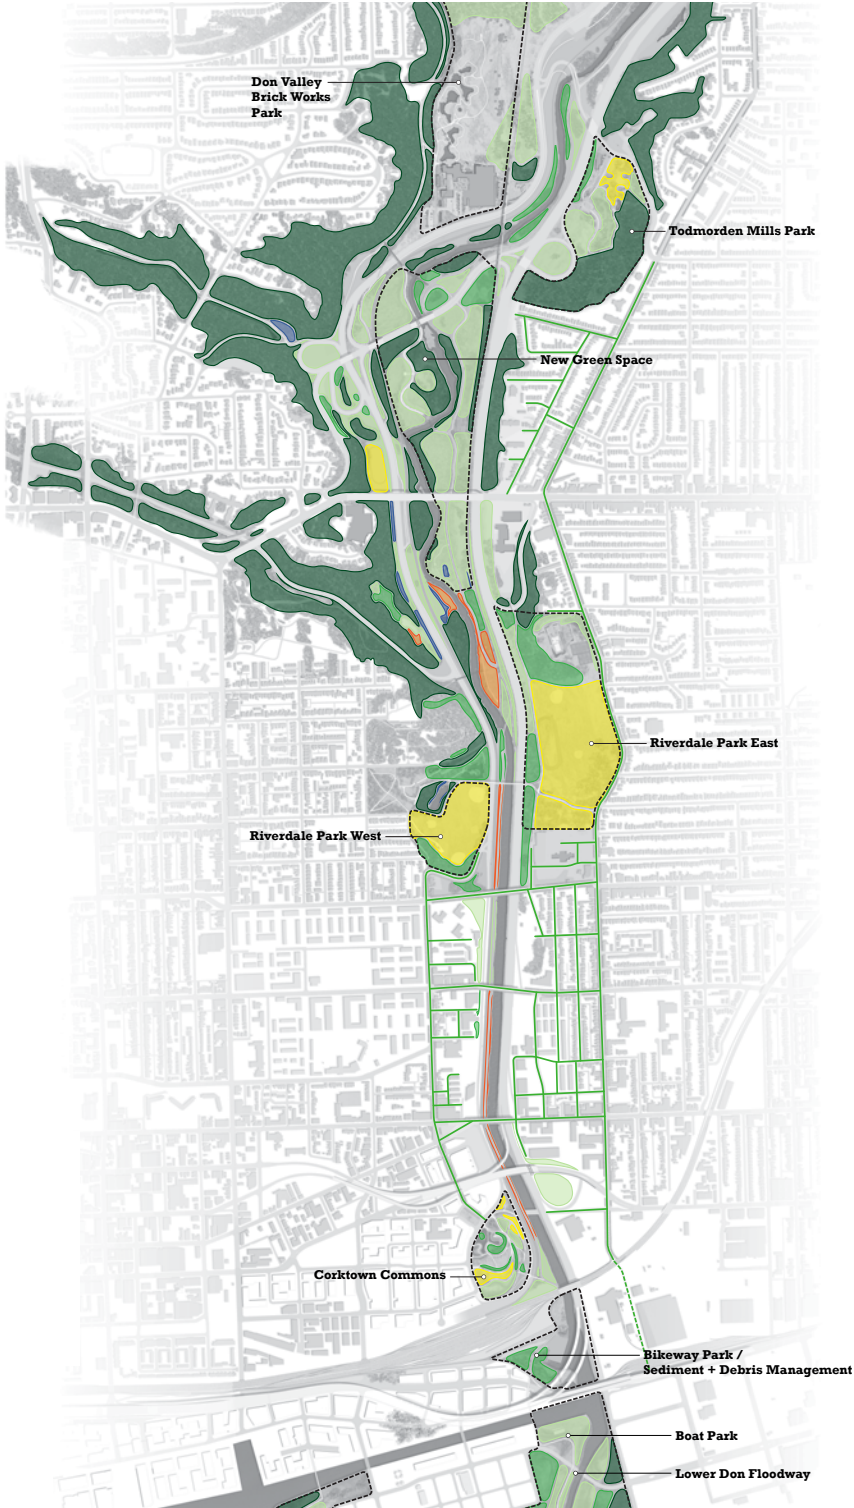 Don Valley
Brick Works
Park
Todmorden Mills Park
New Green Space
Riverdale Park East
Riverdale Park West
Corktown Commons
Bikeway Park /
Sediment + Debris Management
Boat Park
Lower Don Floodway